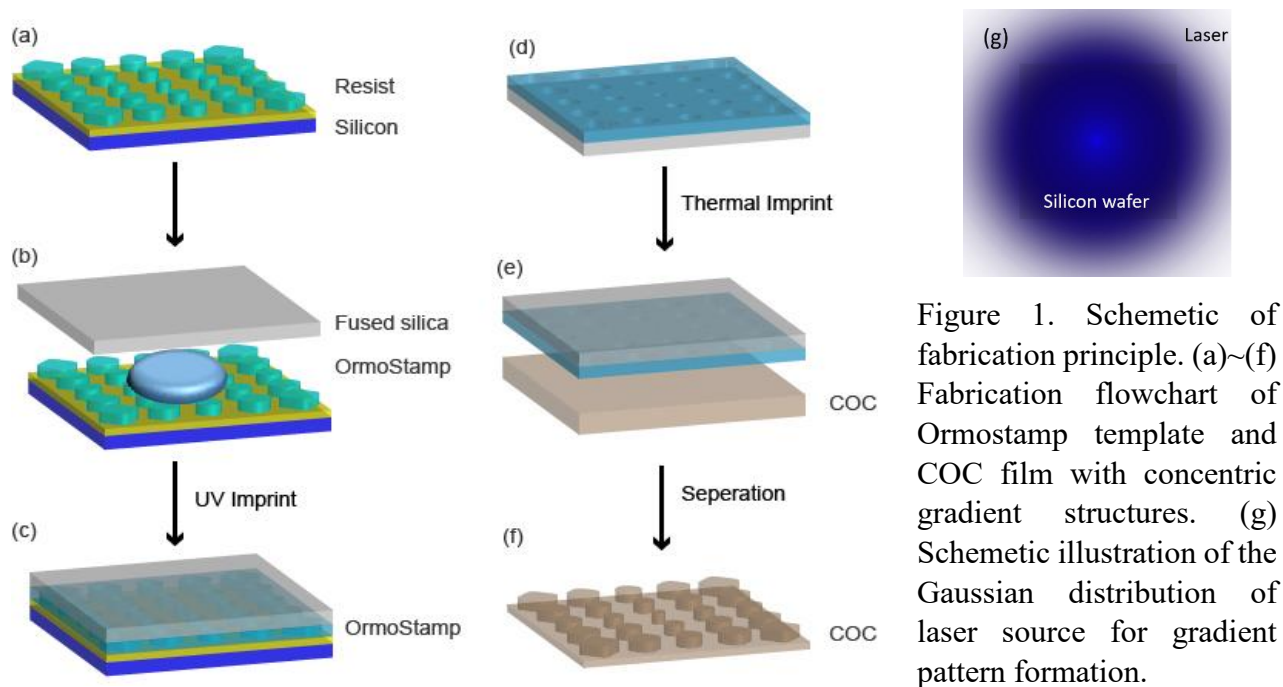 (a)
Resist
Silicon
(b)
Fused silica
OrmoStamp
UV Imprint
(c)
OrmoStamp
(d)
Thermal Imprint
(e)
COC
Seperation
(f)
COC
(g)
Laser
Silicon wafer
Figure 1. Schemetic of
fabrication principle. (a)~(f)
Fabrication flowchart of
Ormostamp template and
COC film with concentric
gradient structures. (g)
Schemetic illustration of the
Gaussian distribution of
laser source for gradient
pattern formation.